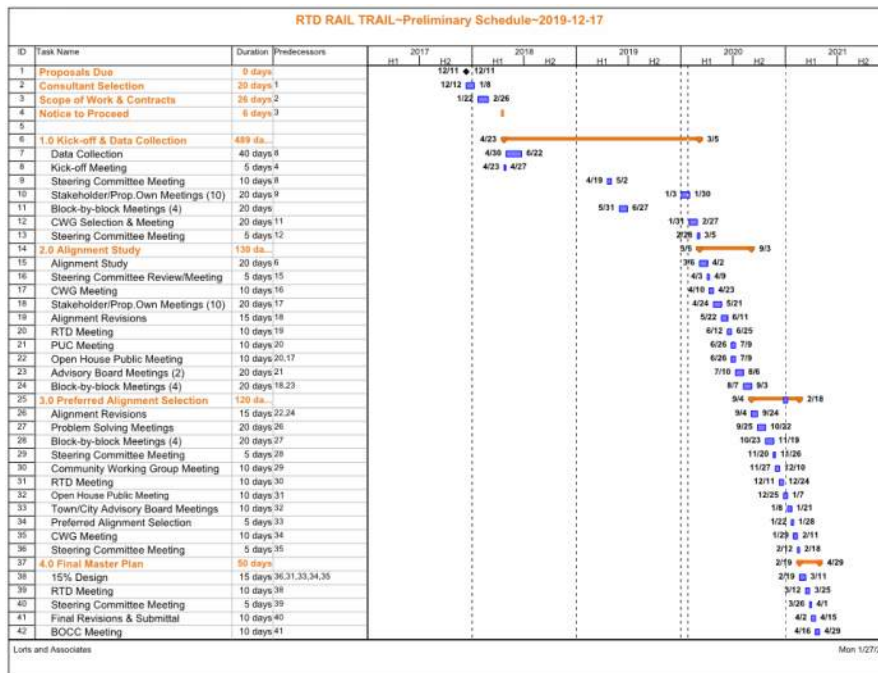 RTD RAIL TRAIL~Preliminary Schedule~2019-12-17
ID Task Name Duration Predecessors 2017 2018 2019 2020 2021
H2 H1 H2 H1 H2 H1 H2 H1
1 Proposals Due 0 days 12/11 12/11
2 Consultant Selection 20 days 1 12/12 1/8
3 Scope of Work & Contracts 26 days 2 1/22 2/26
4 Notice to Proceed 6 days 3
5
6 1.0 Kick-off & Data Collection 489 da... 4/23 3/5
7 Data Collection 40 days 8 4/30 6/22
8 Kick-off Meeting 5 days 4 4/23 4/27
9 Steering Committee Meeting 10 days 8 4/19 5/2
10 Stakeholder/Prop.Own Meetings (10) 20 days 9 1/3 1/30
11 Block-by-block Meetings (4) 20 days 5/31 6/27
12 CWG Selection & Meeting 20 days 11 1/31 2/27
13 Steering Committee Meeting 5 days 12 2/28 3/5
14 2.0 Alignment Study 130 da... 9/3
15 Alignment Study 20 days 6 3/6 4/2
16 Steering Committee Review/Meeting 5 days 15 4/3 4/9
17 CWG Meeting 10 days 16 4/10 4/23
18 Stakeholder/Prop.Own Meetings (10) 20 days 17 4/24 5/21
19 Alignment Revisions 15 days 18 5/22 6/11
20 RTD Meeting 10 days 19 6/12 6/25
21 PUC Meeting 10 days 20 6/26 7/9
22 Open House Public Meeting 10 days 20,17 6/26 7/9
23 Advisory Board Meetings (2) 20 days 21 7/10 8/6
24 Block-by-block Meetings (4) 20 days 18,23 8/7 9/3
25 3.0 Preferred Alignment Selection 120 da... 9/4 2/18
26 Alignment Revisions 15 days 22,24 9/4 9/24
27 Problem Solving Meetings 20 days 26 9/25 10/22
28 Block-by-block Meetings (4) 20 days 27 10/23 11/19
29 Steering Committee Meeting 5 days 28 11/20 11/26
30 Community Working Group Meeting 10 days 29 11/27 12/10
31 RTD Meeting 10 days 30 12/11 12/24
32 Open House Public Meeting 10 days 31 12/25 1/7
33 Town/City Advisory Board Meetings 10 days 32 1/8 1/21
34 Preferred Alignment Selection 5 days 33 1/22 1/28
35 CWG Meeting 10 days 34 1/29 2/11
36 Steering Committee Meeting 5 days 35 2/12 2/18
37 4.0 Final Master Plan 50 days 2/19 4/29
38 15% Design 15 days 36,31,33,34,35 2/19 3/11
39 RTD Meeting 10 days 38 3/12 3/25
40 Steering Committee Meeting 5 days 39 3/26 4/1
41 Final Revisions & Submittal 10 days 40 4/2 4/15
42 BOCC Meeting 10 days 41 4/16 4/29
Loris and Associates Mon 1/27/2